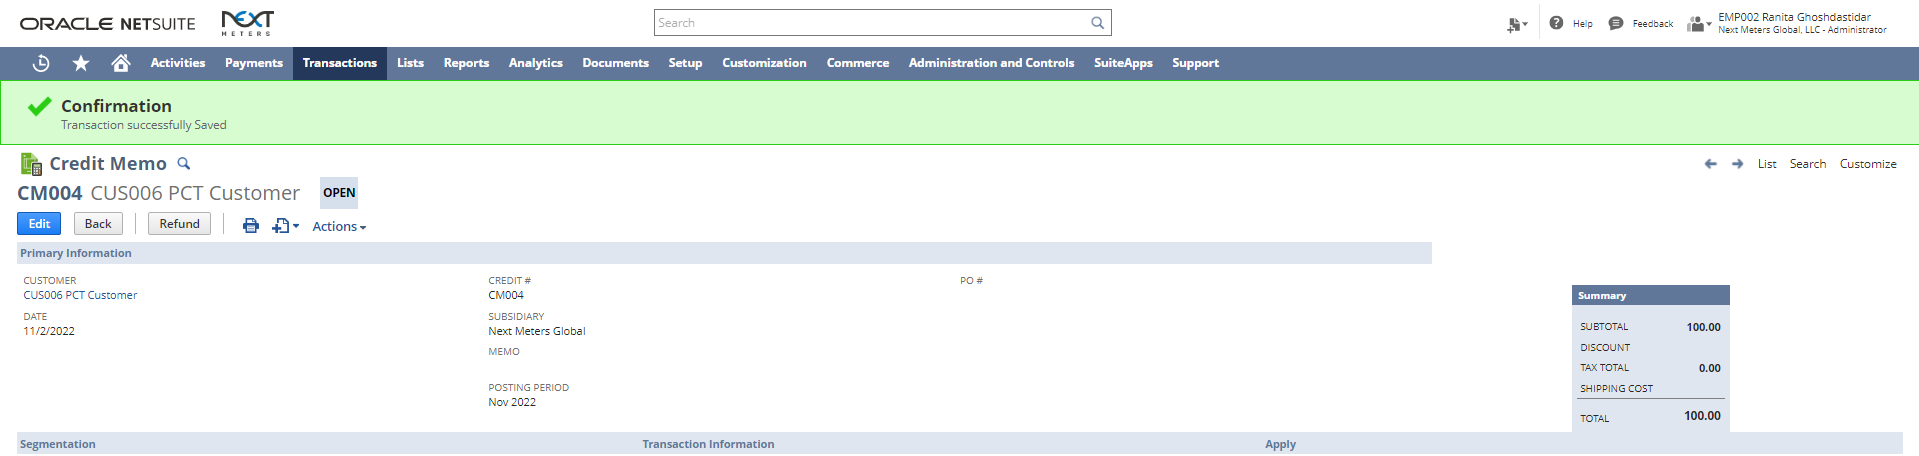 ORACLE NETSUITE
NEXT
METERS
Search
Help
Feedback
EMP002 Ranita Ghoshdastidar
Next Meters Global, LLC - Administrator
Activities Payments Transactions Lists Reports Analytics Documents Setup Customization Commerce Administration and Controls SuiteApps Support
Confirmation
Transaction successfully Saved
Credit Memo
List Search Customize
CM004 CUS006 PCT Customer OPEN
Edit Back Refund Actions
Primary Information
CUSTOMER
CUS006 PCT Customer
DATE
11/2/2022
CREDIT #
CM004
SUBSIDIARY
Next Meters Global
MEMO
POSTING PERIOD
Nov 2022
PO #
Summary
SUBTOTAL 100.00
DISCOUNT
TAX TOTAL 0.00
SHIPPING COST
TOTAL 100.00
Segmentation Transaction Information Apply